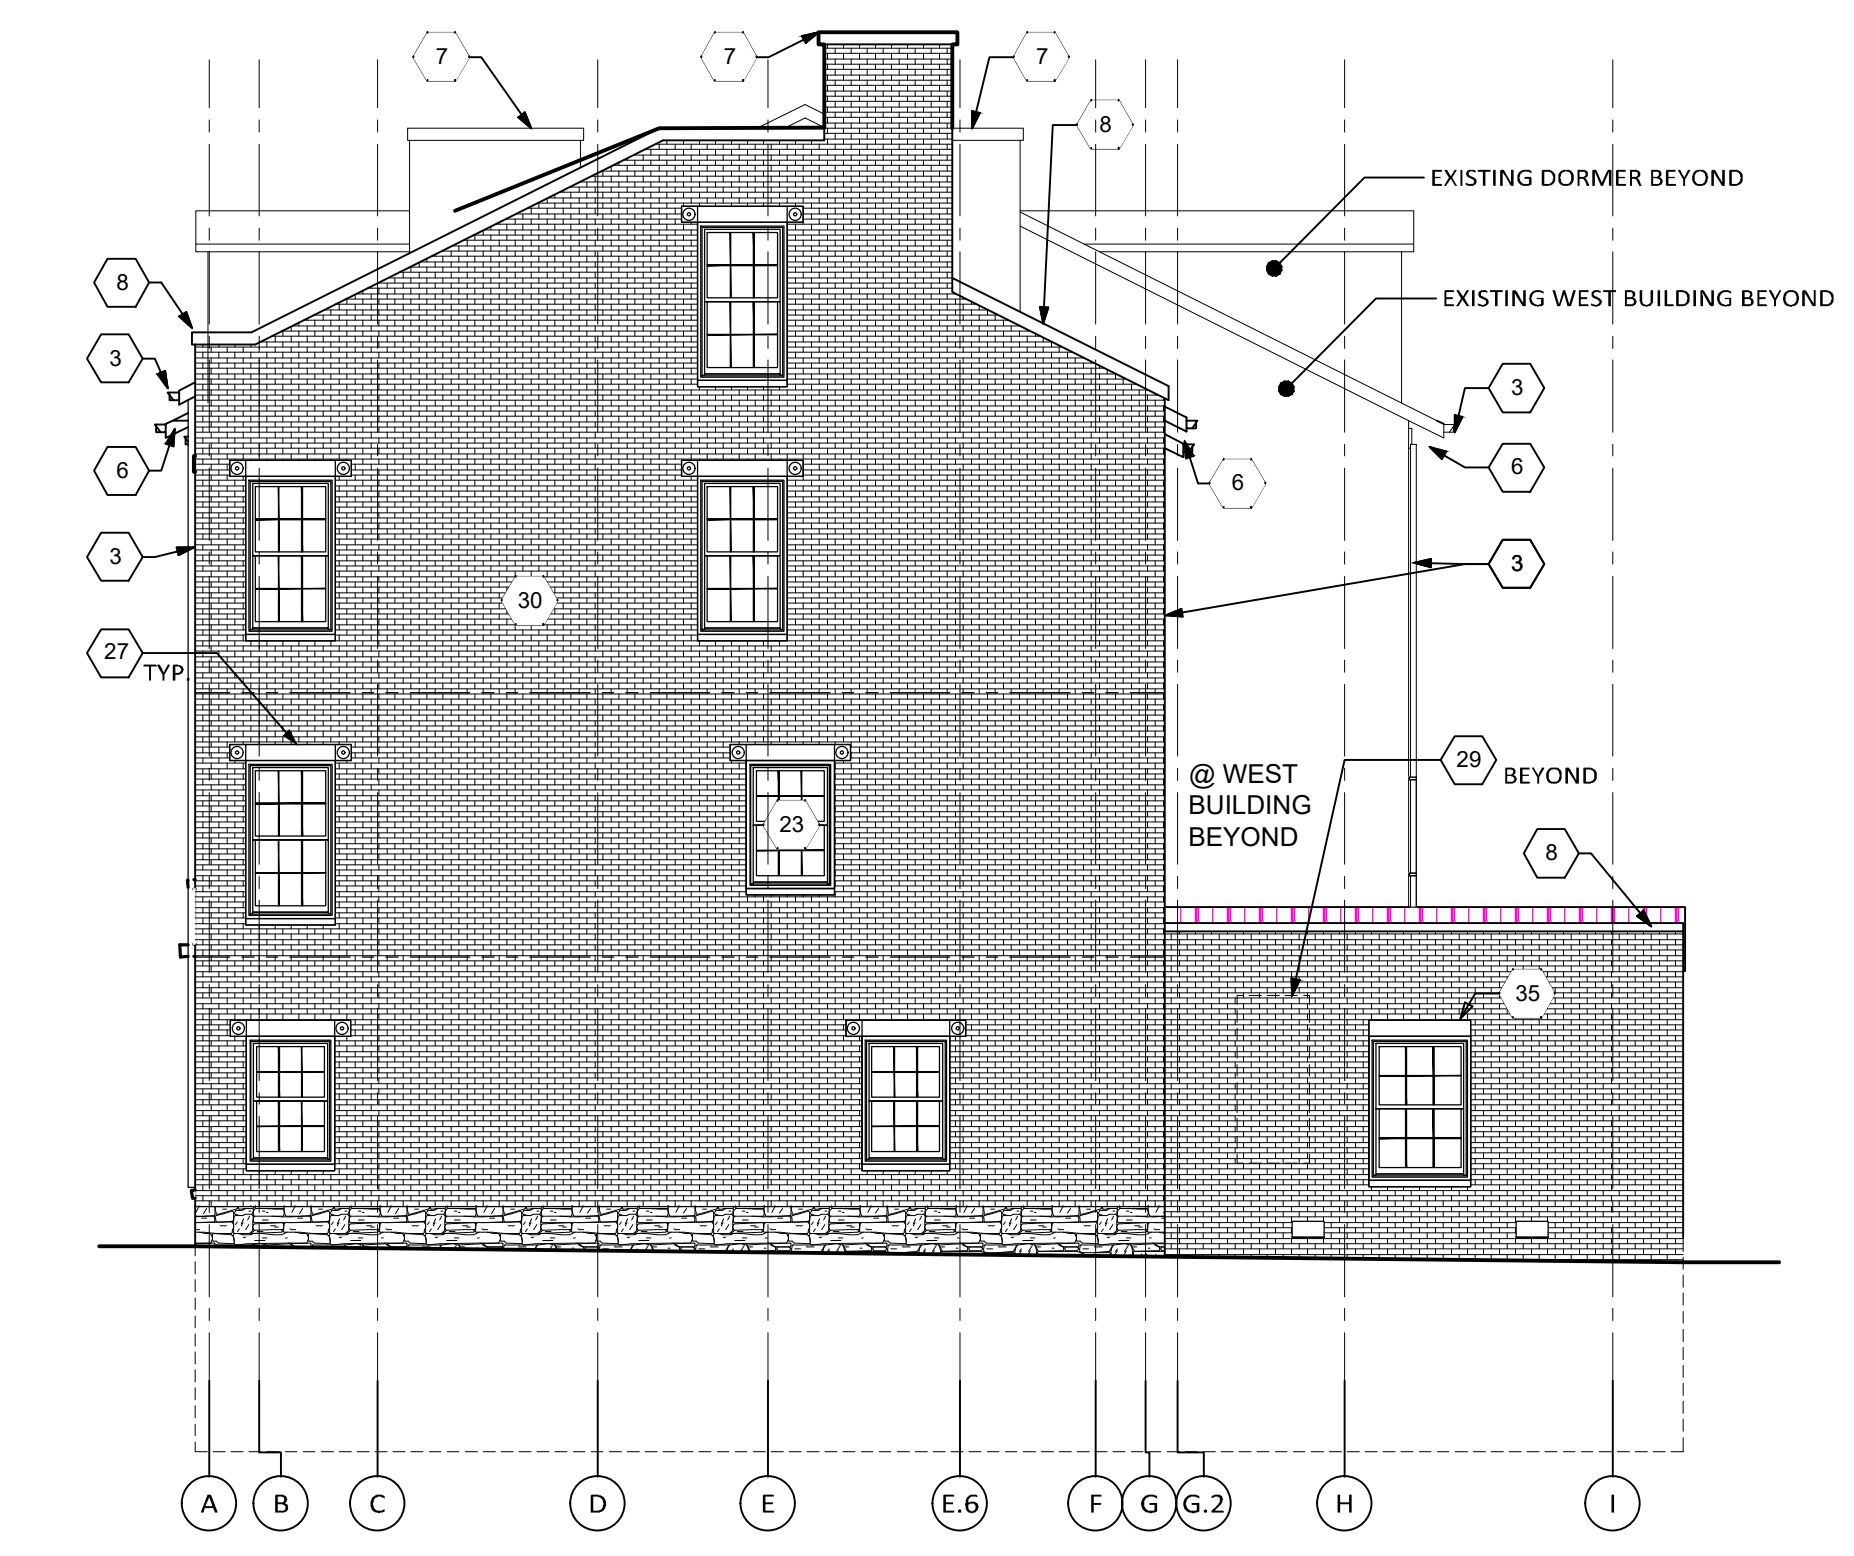 7
7
7
8
EXISTING DORMER BEYOND
8
EXISTING WEST BUILDING BEYOND
3
3
6
6
6
3
3
30
27
TYP.
29
BEYOND
@ WEST
BUILDING
BEYOND
23
8
35
A
B
C
D
E
E.6
F
G
G.2
H
I